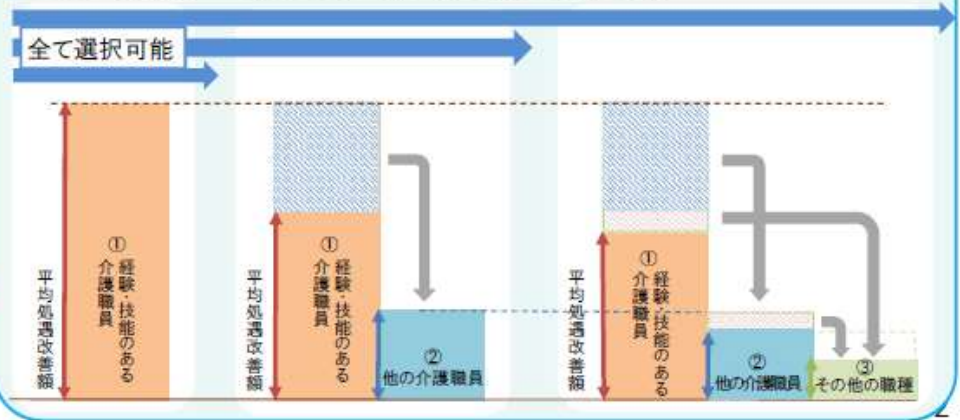 全て選択可能
平均処遇改善額
①
経験・技能のある
介護職員
平均処遇改善額
①
経験・技能のある
介護職員
②
他の介護職員
平均処遇改善額
①
経験・技能のある
介護職員
②
他の介護職員
③
その他の職種
2